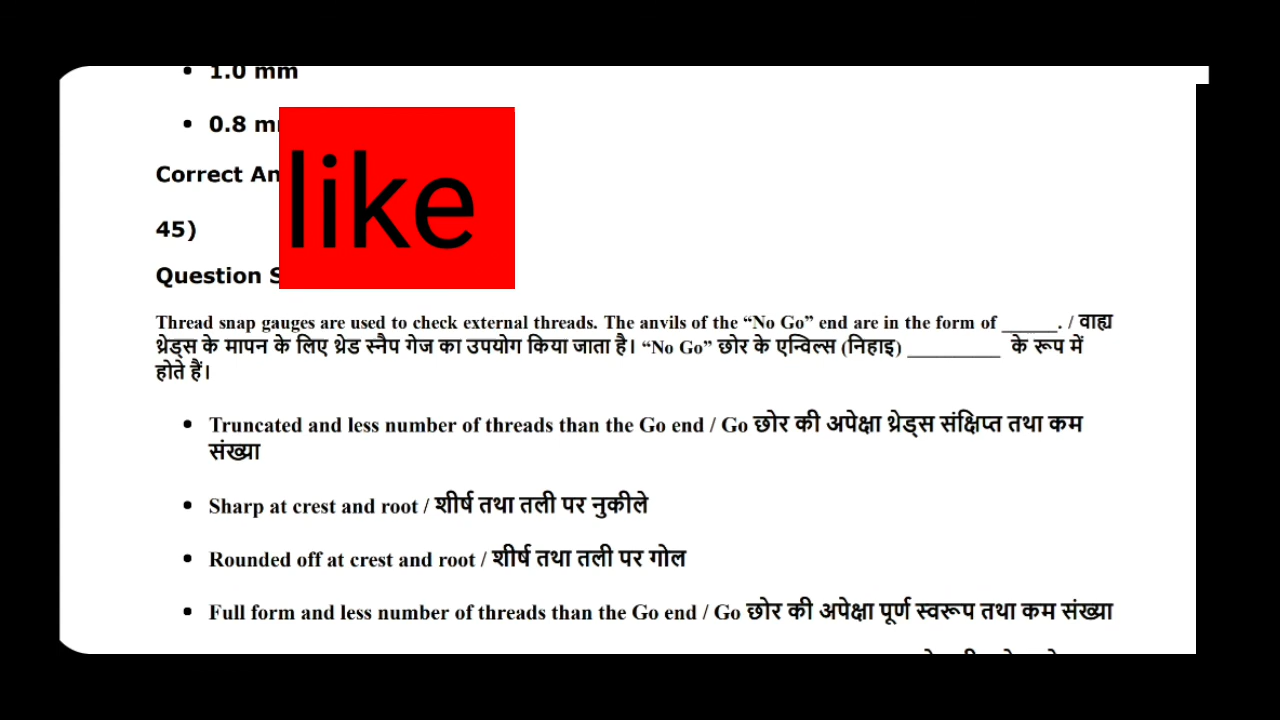 1.0 mm
0.8
Correct
like
45)
Question
Thread snap gauges are used to check external threads. The anvils of the “No Go” end are in the form of ______. / वाह्य
थ्रेड्स के मापन के लिए थ्रेड स्नैप गेज का उपयोग किया जाता है। “No Go” छोर के एन्विल्स (निहाइ) __________ के रूप में
होते हैं।
Truncated and less number of threads than the Go end / Go छोर की अपेक्षा थ्रेड्स संक्षिप्त तथा कम
संख्या
Sharp at crest and root / शीर्ष तथा तली पर नुकीले
Rounded off at crest and root / शीर्ष तथा तली पर गोल
Full form and less number of threads than the Go end / Go छोर की अपेक्षा पूर्ण स्वरूप तथा कम संख्या